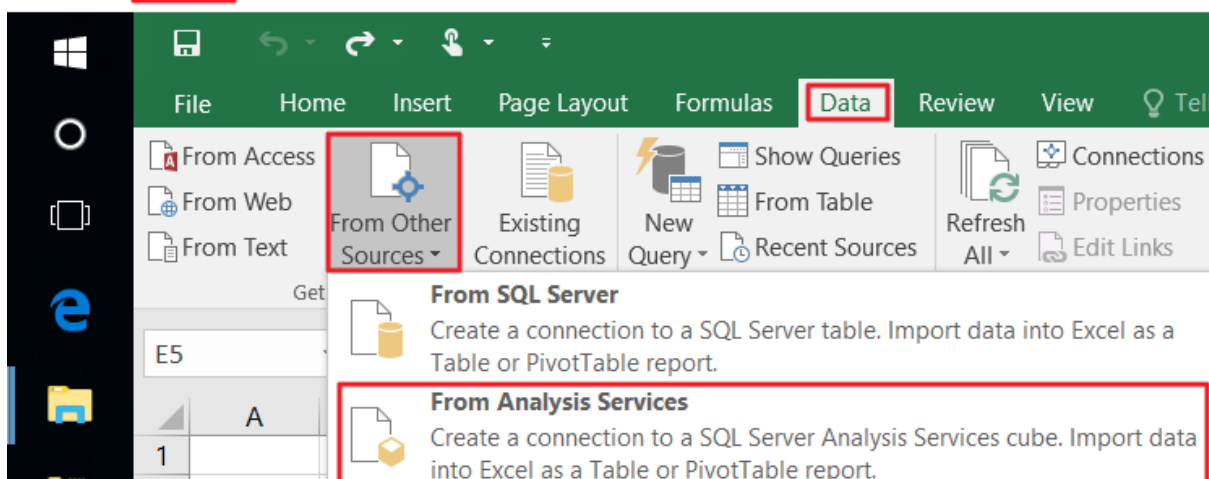 File Home Insert Page Layout Formulas Data Review View Tell
From Access
From Web
From Text
From Other
Sources
Existing
Connections
New
Query
Show Queries
From Table
Recent Sources
Refresh
All
Connections
Properties
Edit Links
Get
From SQL Server
Create a connection to a SQL Server table. Import data into Excel as a
Table or PivotTable report.
From Analysis Services
Create a connection to a SQL Server Analysis Services cube. Import data
into Excel as a Table or PivotTable report.
E5
A
1